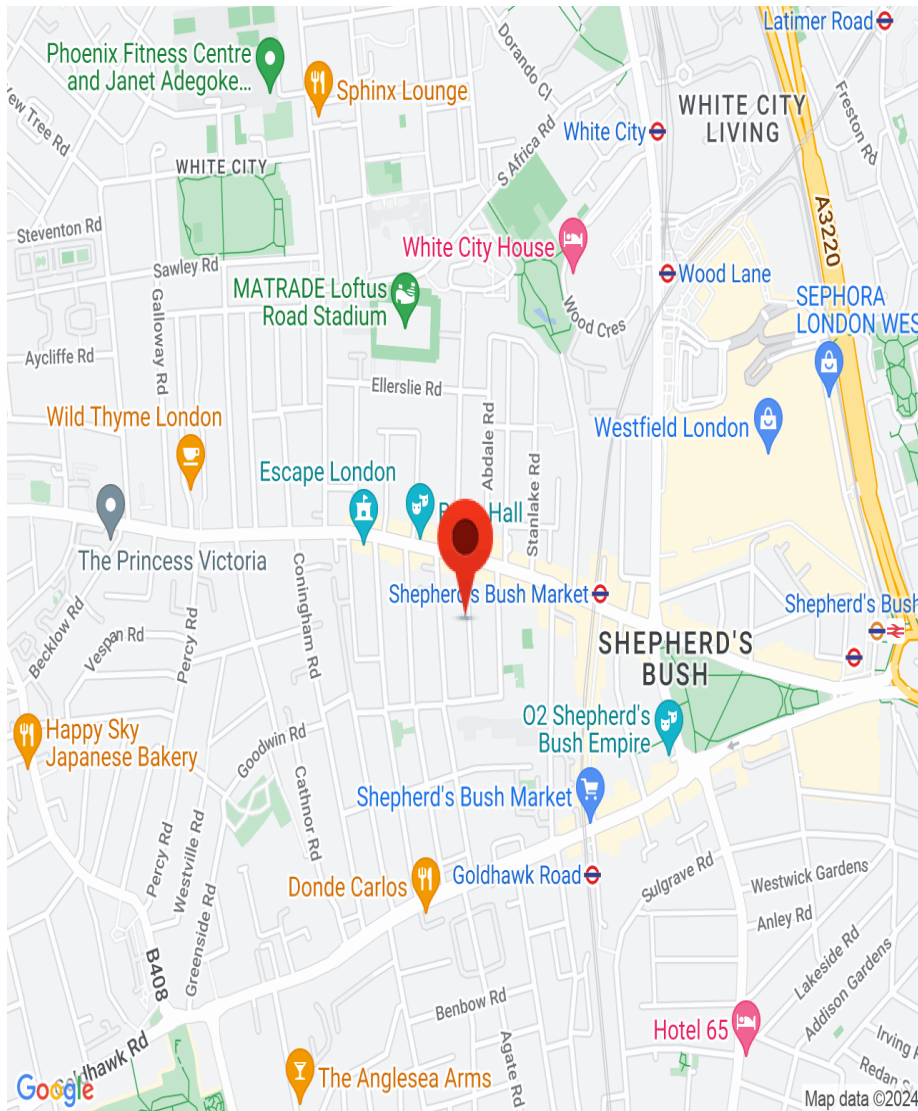 Latimer Road
Phoenix Fitness Centre
and Janet Adegoke...
Sphinx Lounge
Dorando Cl
WHITE CITY
LIVING
Freston Rd
ew Tree Rd
S Africa Rd
White City
WHITE CITY
A3220
Steventon Rd
White City House
Sawley Rd
Wood Lane
MATRADE Loftus
Road Stadium
SEPHORA
LONDON WES
Galloway Rd
Wood Cres
Aycliffe Rd
Ellerslie Rd
Wild Thyme London
Abdale Rd
Westfield London
Escape London
Stanlake Rd
Hall
The Princess Victoria
Coningham Rd
Shepherd's Bush Market
Shepherd's Bush
Becklow Rd
Vespan Rd
Percy Rd
SHEPHERD'S
BUSH
O2 Shepherd's
Bush Empire
Happy Sky
Japanese Bakery
Goodwin Rd
Cathnor Rd
Shepherd's Bush Market
Percy Rd
Westville Rd
Donde Carlos
Goldhawk Road
Sulgrave Rd
Westwick Gardens
Greenside Rd
Anley Rd
B408
Lakeside Rd
Addison Gardens
Benbow Rd
Hotel 65
Agate Rd
Irving
Redan
ldhawk Rd
The Anglesea Arms
Google
Map data ©2024